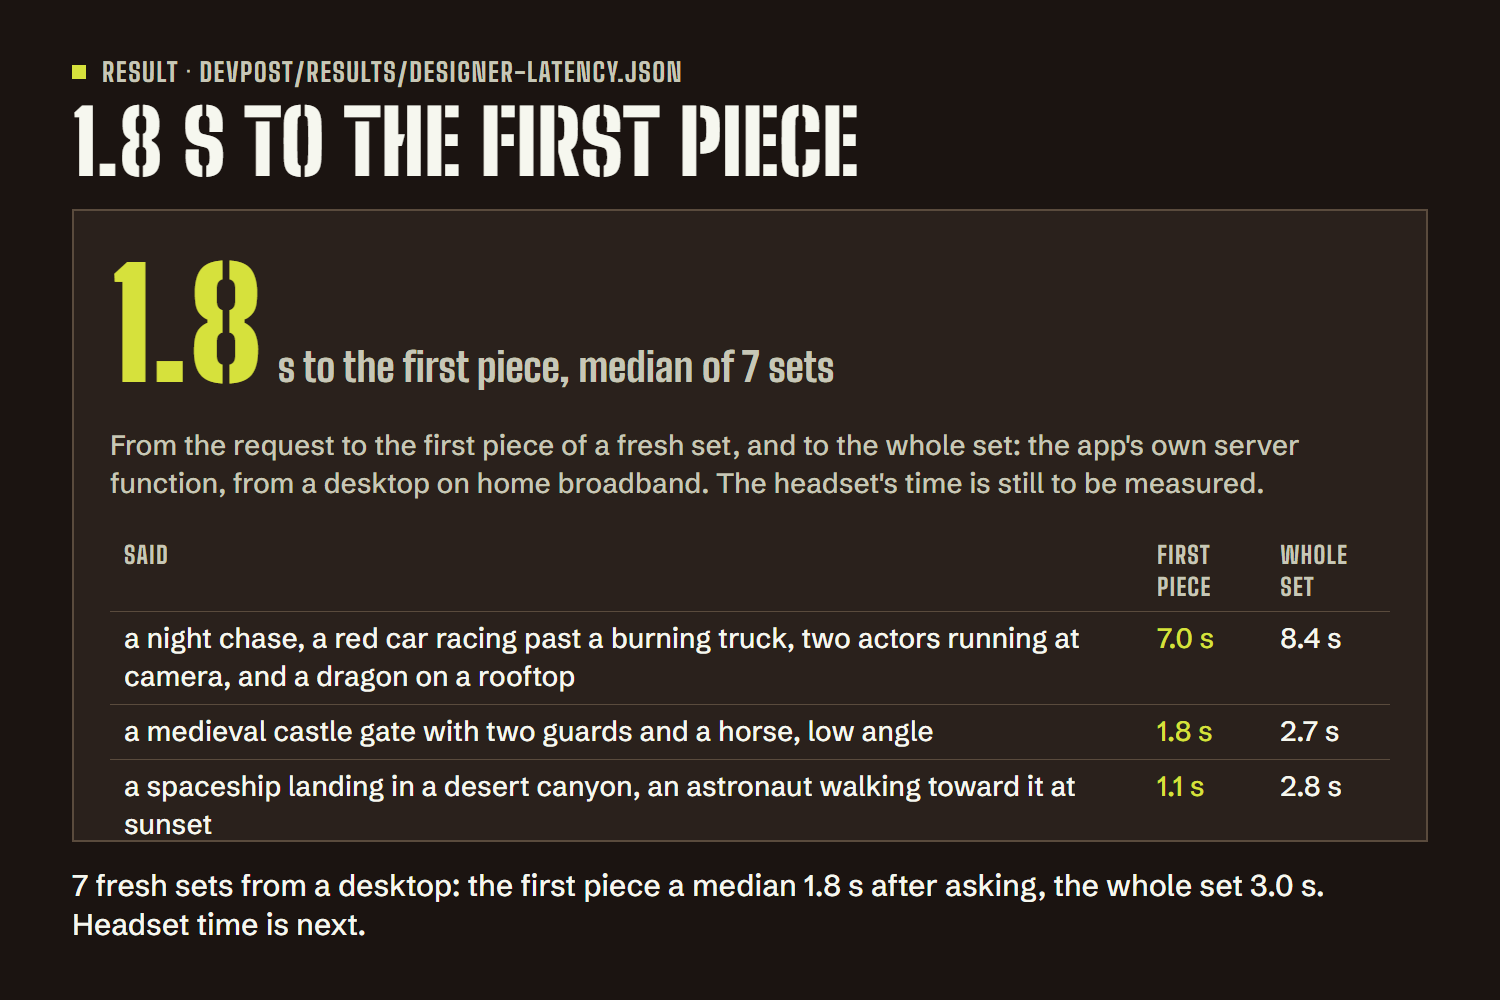 RESULT · DEVPOST/RESULTS/DESIGNER-LATENCY.JSON
1.8 S TO THE FIRST PIECE
1.8 s to the first piece, median of 7 sets
From the request to the first piece of a fresh set, and to the whole set: the app's own server
function, from a desktop on home broadband. The headset's time is still to be measured.
SAID FIRST PIECE WHOLE SET
a night chase, a red car racing past a burning truck, two actors running at 7.0 s 8.4 s
camera, and a dragon on a rooftop
a medieval castle gate with two guards and a horse, low angle 1.8 s 2.7 s
a spaceship landing in a desert canyon, an astronaut walking toward it at 1.1 s 2.8 s
sunset
7 fresh sets from a desktop: the first piece a median 1.8 s after asking, the whole set 3.0 s.
Headset time is next.